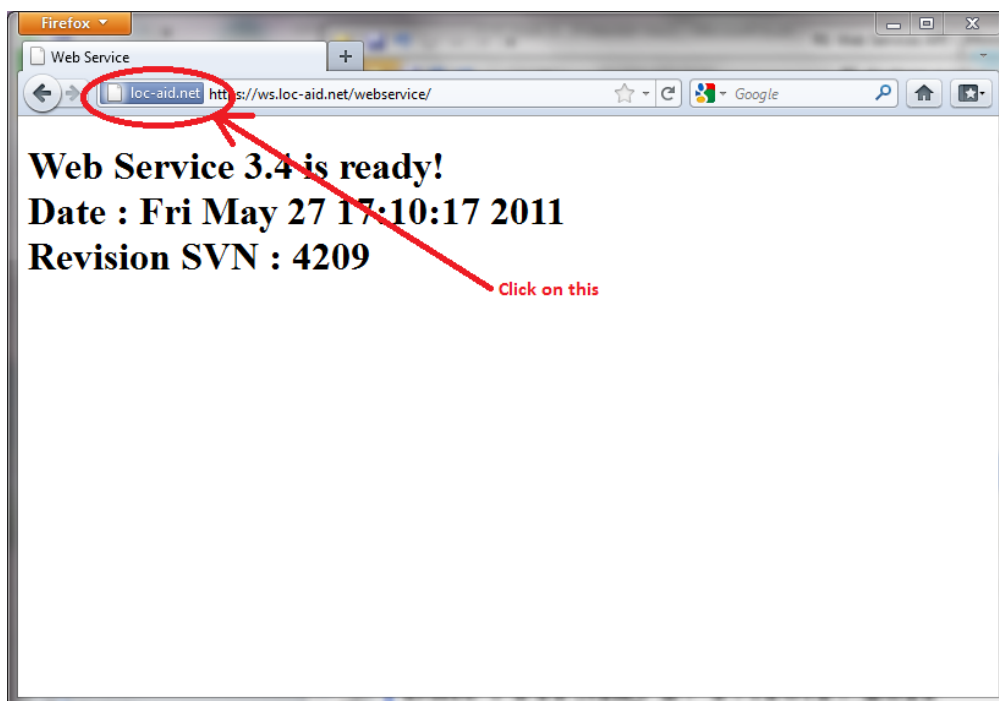 Firefox
Web Service
loc-aid.net https://ws.loc-aid.net/webservice/ Google
Web Service 3.4 is ready!
Date : Fri May 27 17:10:17 2011
Revision SVN : 4209
Click on this